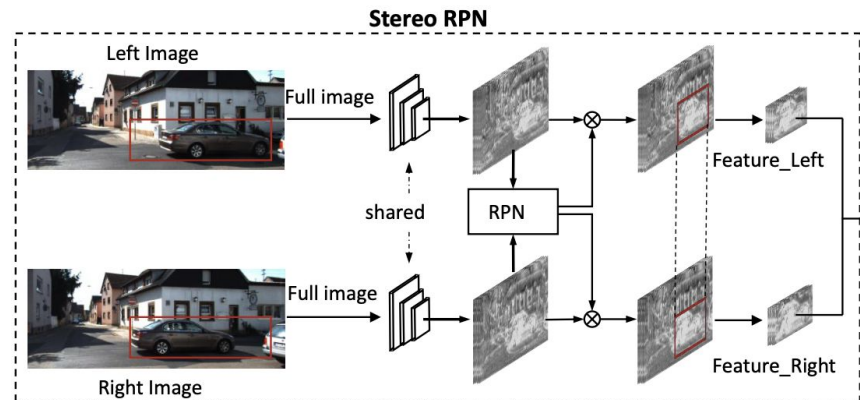 Stereo RPN
Left Image
Full image
Feature_Left
shared
RPN
Full image
Feature_Right
Right Image